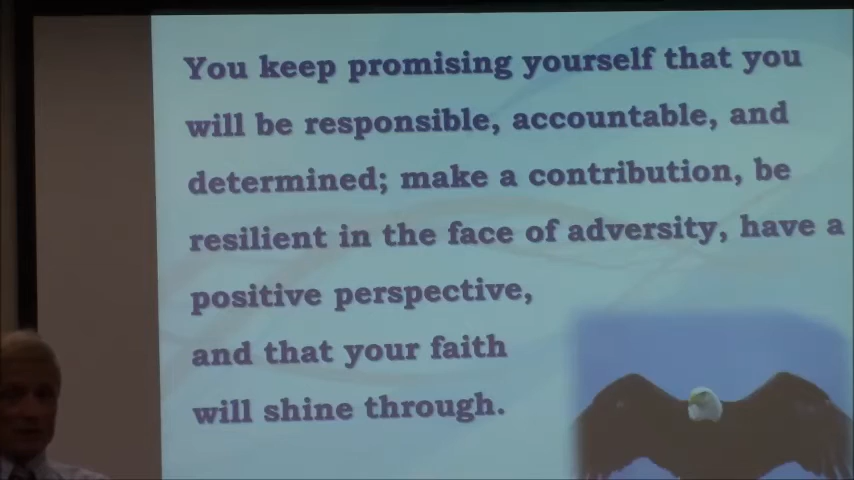 You keep promising yourself that you
will be responsible, accountable, and
determined; make a contribution, be
resilient in the face of adversity, have a
positive perspective,
and that your faith
will shine through.